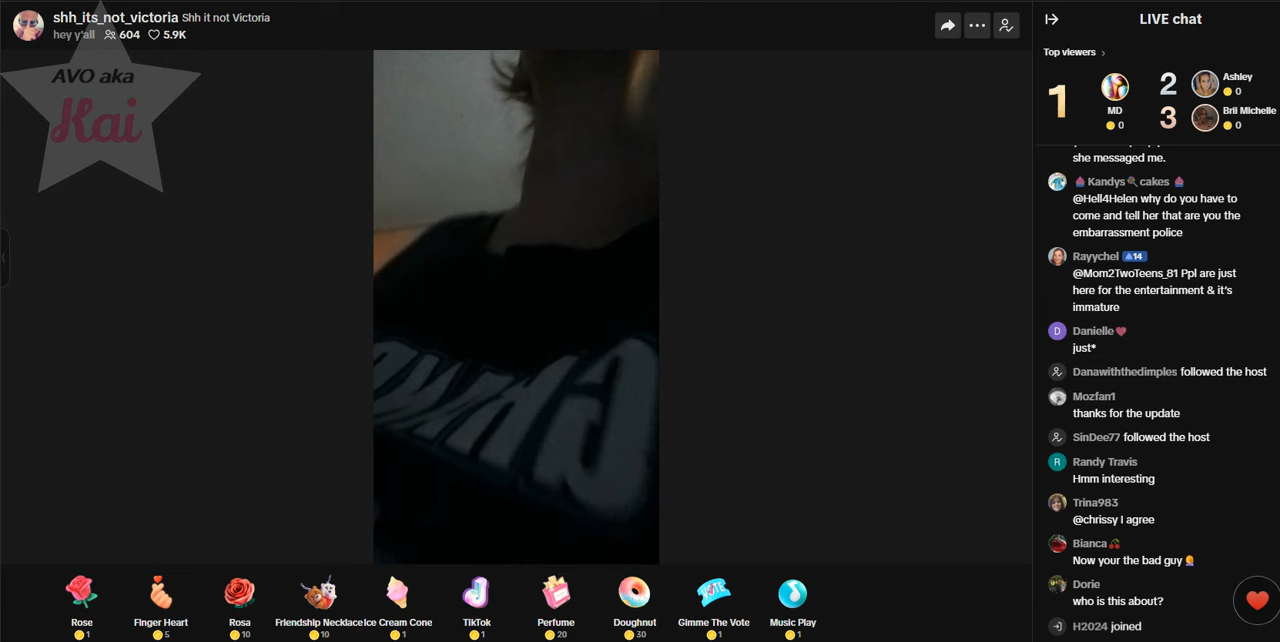 shh_its_not_victoria Shh it not Victoria
hey y'all 604 5.9K
AVO aka
Kai
LIVE chat
Top viewers
1
MD
0
2
Ashley
0
3
Brii Michelle
0
she messaged me.
Kandys cakes
@Hell4Helen why do you have to
come and tell her that are you the
embarrassment police
Rayychel 14
@Mom2TwoTeens_81 Ppl are just
here for the entertainment & it's
immature
D
Danielle
just*
Danawiththedimples followed the host
Mozfan1
thanks for the update
SinDee77 followed the host
R
Randy Travis
Hmm interesting
Trina983
@chrissy I agree
Bianca
Now your the bad guy
Dorie
who is this about?
H2024 joined
Rose
1
Finger Heart
5
Rosa
10
Friendship Necklace
10
Ice Cream Cone
1
TikTok
1
Perfume
20
Doughnut
30
VOTE
Gimme The Vote
1
Music Play
1